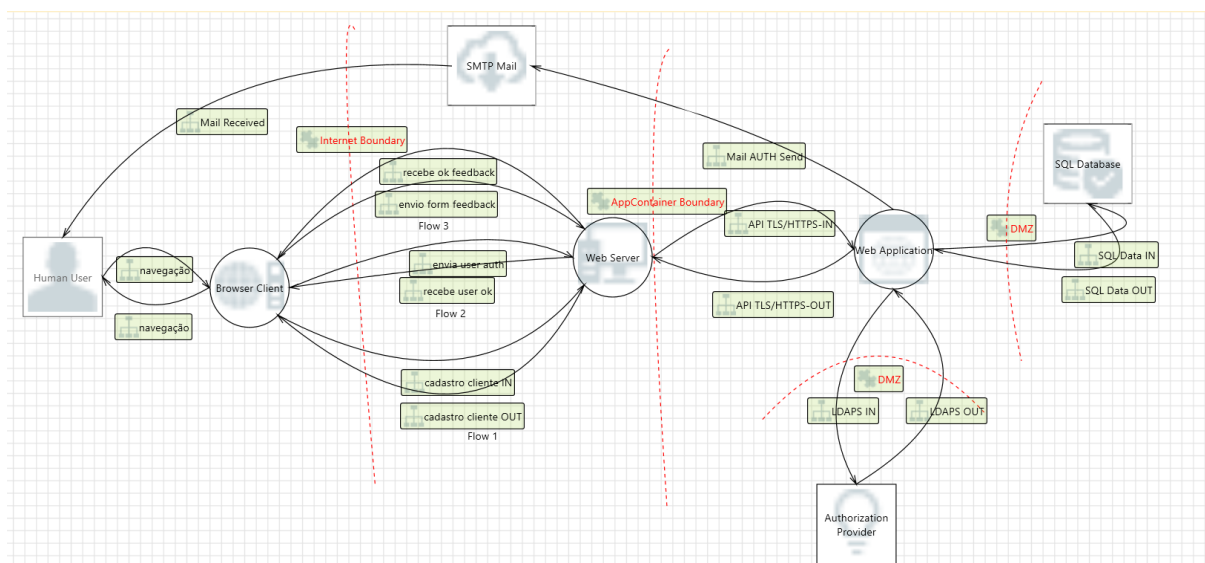 SMTP Mail
Mail Received
Internet Boundary
Mail AUTH Send
SQL Database
recebe ok feedback
envio form feedback
Flow 3
AppContainer Boundary
API TLS/HTTPS-IN
DMZ
Human User
navegação
Browser Client
envia user auth
recebe user ok
Flow 2
Web Server
Web Application
SQL Data IN
SQL Data OUT
API TLS/HTTPS-OUT
navegação
cadastro cliente IN
cadastro cliente OUT
Flow 1
DMZ
LDAPS IN
LDAPS OUT
Authorization
Provider